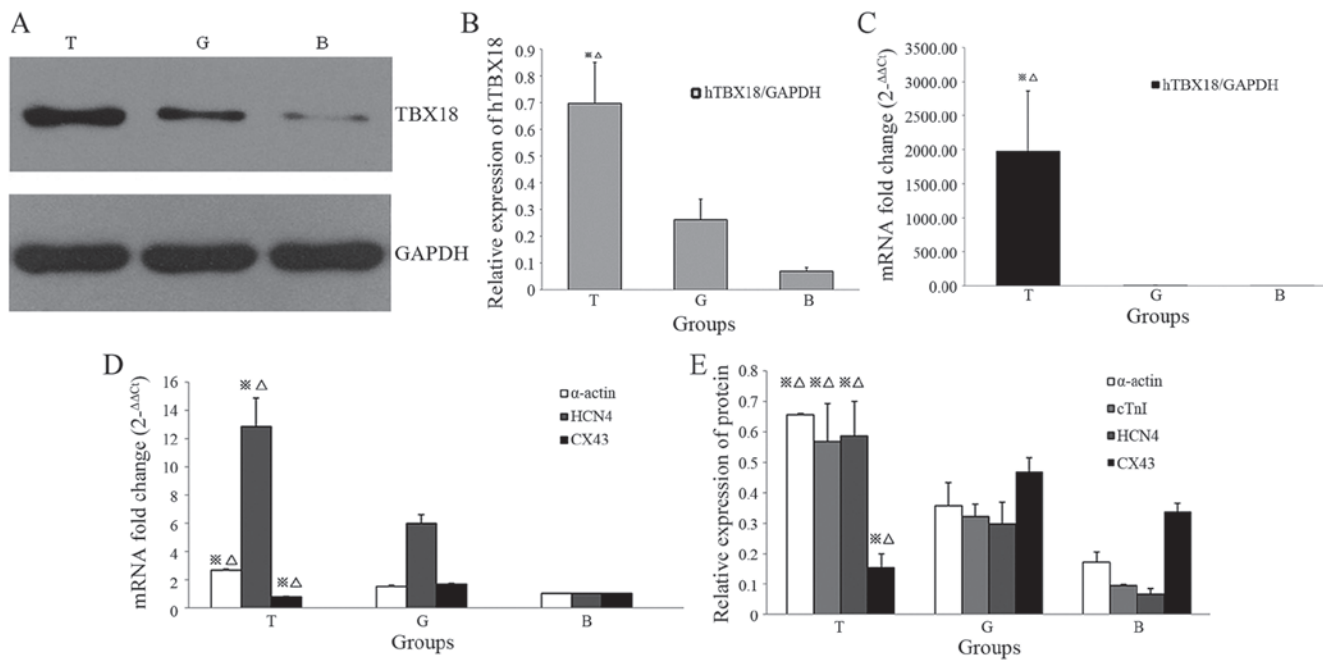 A
T G B
TBX18
GAPDH
B
Relative expression of hTBX18
0.9
0.8
0.7
0.6
0.5
0.4
0.3
0.2
0.1
0
※△
hTBX18/GAPDH
T G B
Groups
C
mRNA fold change (2-ΔΔCt)
3500.00
3000.00
2500.00
2000.00
1500.00
1000.00
500.00
0.00
※△
hTBX18/GAPDH
T G B
Groups
D
mRNA fold change (2-ΔΔCt)
16
14
12
10
8
6
4
2
0
※△
※△
※△
α-actin
HCN4
CX43
T G B
Groups
E
Relative expression of protein
0.8
0.7
0.6
0.5
0.4
0.3
0.2
0.1
0
※△ ※△ ※△
※△
α-actin
cTnI
HCN4
CX43
T G B
Groups